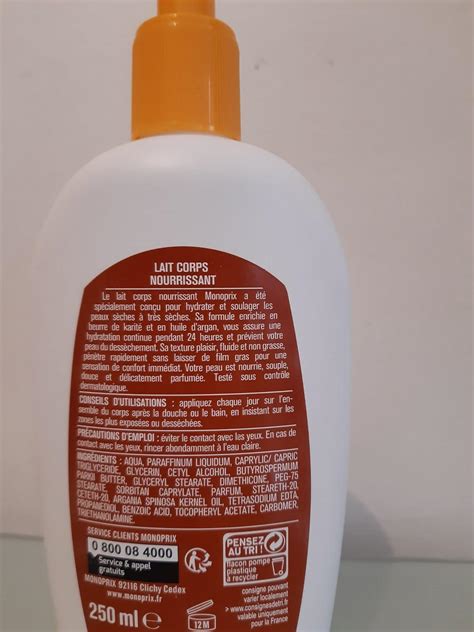 LAIT CORPS
NOURRISSANT
Le lait corps nourrissant Monoprix a été
spécialement conçu pour hydrater et soulager les
peaux sèches à très sèches. Sa formule enrichie en
beurre de karité et en huile d'argan, vous assure une
hydratation continue pendant 24 heures et prévient votre
peau du dessèchement. Sa texture plaisir, fluide et non grasse,
pénètre rapidement sans laisser de film gras pour une
sensation de confort immédiat. Votre peau est nourrie, souple,
douce et délicatement parfumée. Testé sous contrôle
dermatologique.
CONSEILS D'UTILISATIONS : appliquez chaque jour sur l'en-
semble du corps après la douche ou le bain, en insistant sur les
zones les plus exposées ou desséchées.
PRÉCAUTIONS D'EMPLOI : éviter le contact avec les yeux. En cas de
contact avec les yeux, rincer abondamment à l'eau claire.
INGRÉDIENTS : AQUA, PARAFFINUM LIQUIDUM, CAPRYLIC/ CAPRIC
TRIGLYCERIDE, GLYCERIN, CETYL ALCOHOL, BUTYROSPERMUM
PARKII BUTTER, GLYCERYL STEARATE, DIMETHICONE, PEG-75
STEARATE, SORBITAN CAPRYLATE, PARFUM, STEARETH-20,
CETETH-20, ARGANIA SPINOSA KERNEL OIL, TETRASODIUM EDTA,
PROPANEDIOL, BENZOIC ACID, TOCOPHERYL ACETATE, CARBOMER,
TRIETHANOLAMINE.
SERVICE CLIENTS MONOPRIX
0 800 08 4000
Service & appel
gratuits
MONOPRIX 92116 Clichy Cedex
www.monoprix.fr
250 ml e
12 M
PENSEZ
AU TRI !
flacon pompe
plastique à
recycler
consigne pouvant
varier localement
> www.consignesdetri.fr
valable uniquement
pour la France